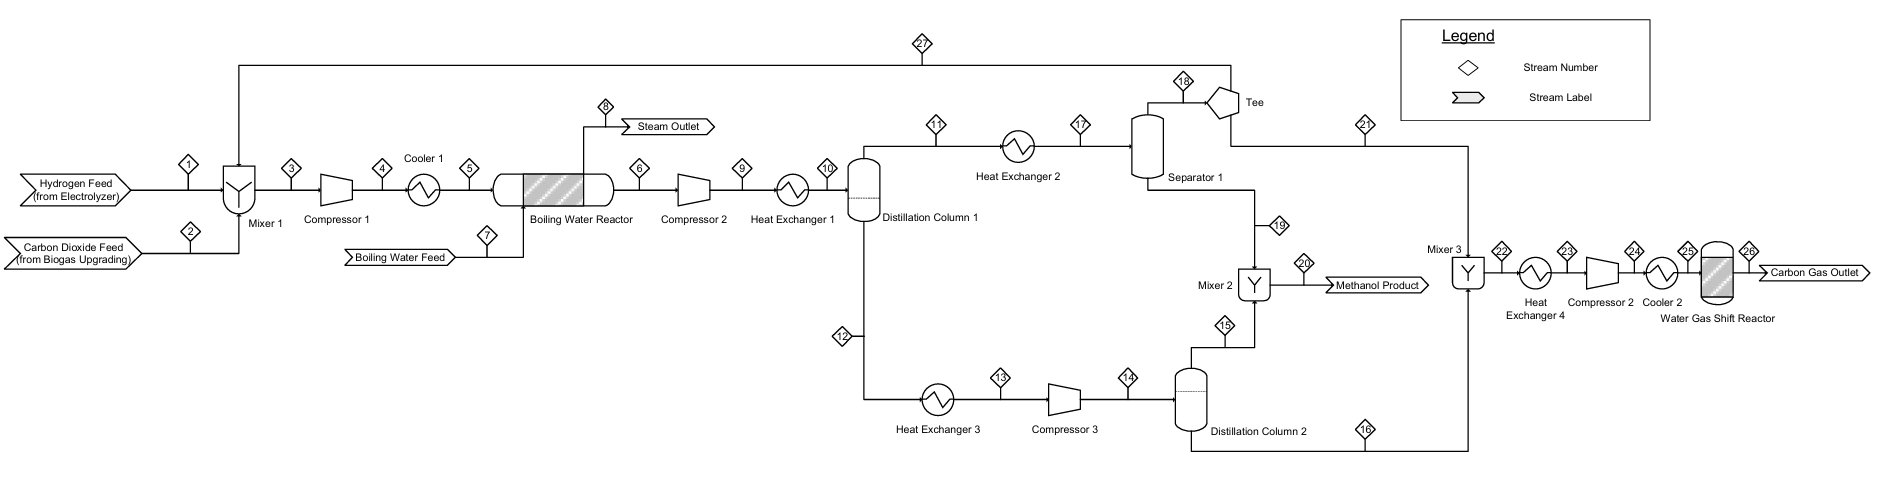 27
Legend
Stream Number
Stream Label
18
Tee
8
Steam Outlet
11
17
21
Cooler 1
1
3
4
5
6
9
10
Heat Exchanger 2
Separator 1
Hydrogen Feed
(from Electrolyzer)
Mixer 1
Compressor 1
Boiling Water Reactor
Compressor 2
Heat Exchanger 1
Distillation Column 1
2
7
19
Carbon Dioxide Feed
(from Biogas Upgrading)
Boiling Water Feed
Mixer 3
22
23
24
25
26
Carbon Gas Outlet
20
Mixer 2
Methanol Product
Heat
Exchanger 4
Compressor 2
Cooler 2
Water Gas Shift Reactor
12
15
13
14
Heat Exchanger 3
Compressor 3
Distillation Column 2
16